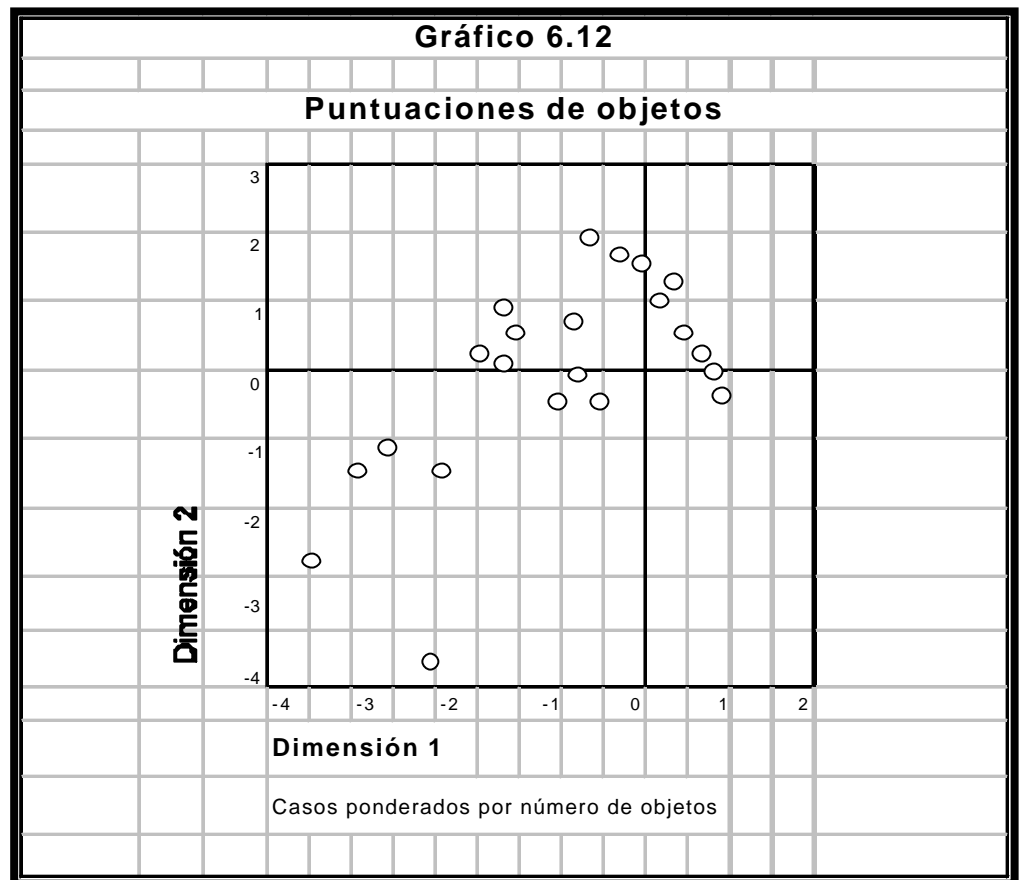 Gráfico 6.12
Puntuaciones de objetos
3
2
1
0
-1
-2
-3
-4
Dimensión 2
-4 -3 -2 -1 0 1 2
Dimensión 1
Casos ponderados por número de objetos